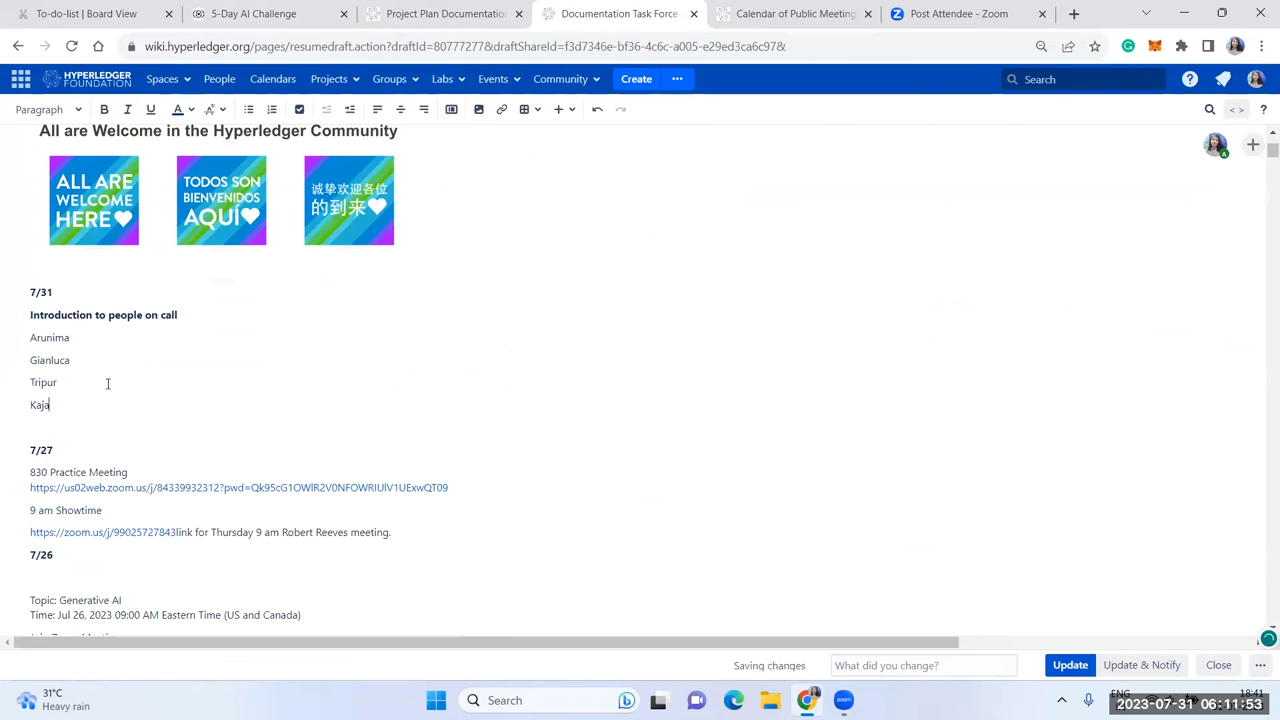 To-do-list | Board View
5-Day AI Challenge
Project Plan Documentation
Documentation Task Force
Calendar of Public Meeting
Post Attendee - Zoom
wiki.hyperledger.org/pages/resumedraft.action?draftId=80777277&draftShareId=f3d7346e-bf36-4c6c-a005-e29ed3ca6c97&
HYPERLEDGER FOUNDATION Spaces People Calendars Projects Groups Labs Events Community Create Search
Paragraph B I U A
All are Welcome in the Hyperledger Community
ALL ARE WELCOME HERE
TODOS SON BIENVENIDOS AQUÍ
诚挚欢迎各位的到来
7/31
Introduction to people on call
Arunima
Gianluca
Tripur
Kaja
7/27
830 Practice Meeting
https://us02web.zoom.us/j/84339932312?pwd=Qk95cG1OWlR2V0NFOWRIUlV1UExwQT09
9 am Showtime
https://zoom.us/j/99025727843link for Thursday 9 am Robert Reeves meeting.
7/26
Topic: Generative AI
Time: Jul 26, 2023 09:00 AM Eastern Time (US and Canada)
Saving changes What did you change? Update Update & Notify Close
31°C
Heavy rain
Search
ENG
18:41
2023-07-31 06:11:53